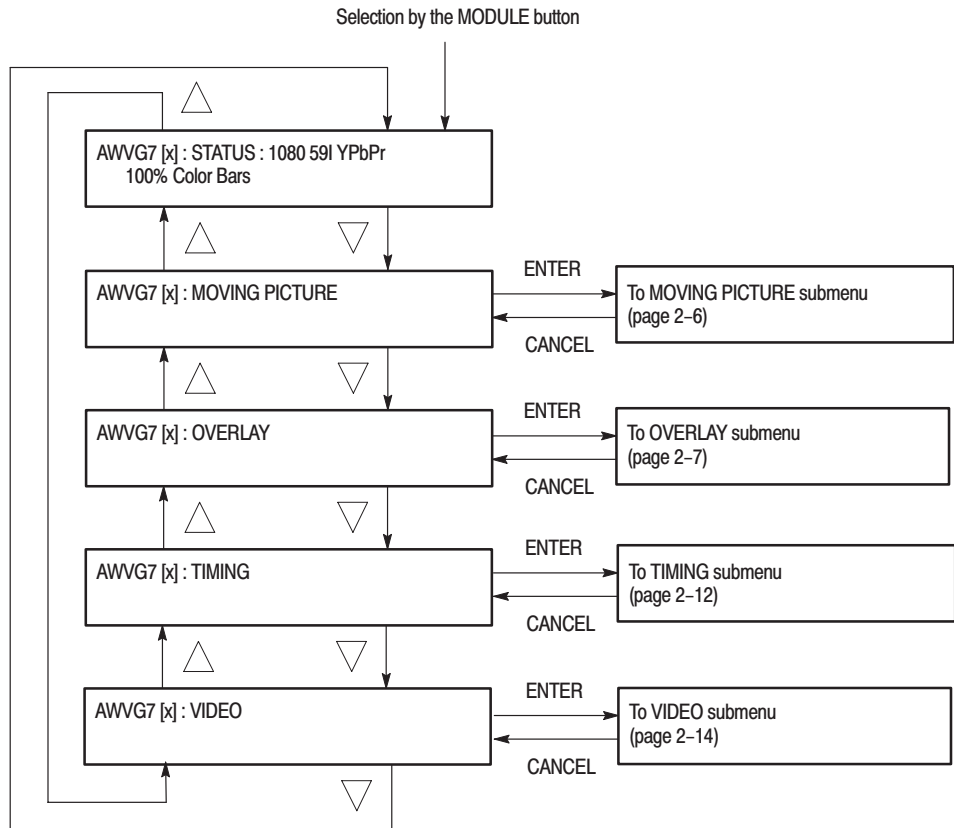 Selection by the MODULE button
AWVG7 [x] : STATUS : 1080 59I YPbPr
100% Color Bars
AWVG7 [x] : MOVING PICTURE
ENTER
CANCEL
To MOVING PICTURE submenu
(page 2–6)
AWVG7 [x] : OVERLAY
ENTER
CANCEL
To OVERLAY submenu
(page 2–7)
AWVG7 [x] : TIMING
ENTER
CANCEL
To TIMING submenu
(page 2–12)
AWVG7 [x] : VIDEO
ENTER
CANCEL
To VIDEO submenu
(page 2–14)